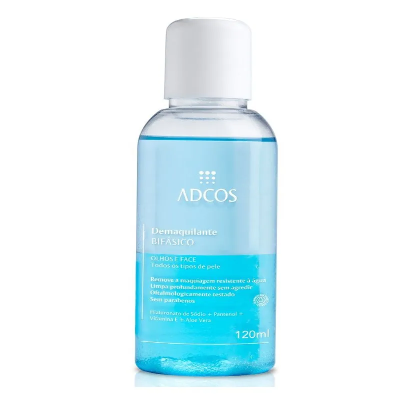 ADCOS
Demaquilante
BIFÁSICO
OLHOS E FACE
Todos os tipos de pele
Remove a maquiagem resistente à água
Limpa profundamente sem agredir
Oftalmologicamente testado
Sem parabenos
Hialuronato de Sódio + Pantenol +
Vitamina E + Aloe Vera
120ml